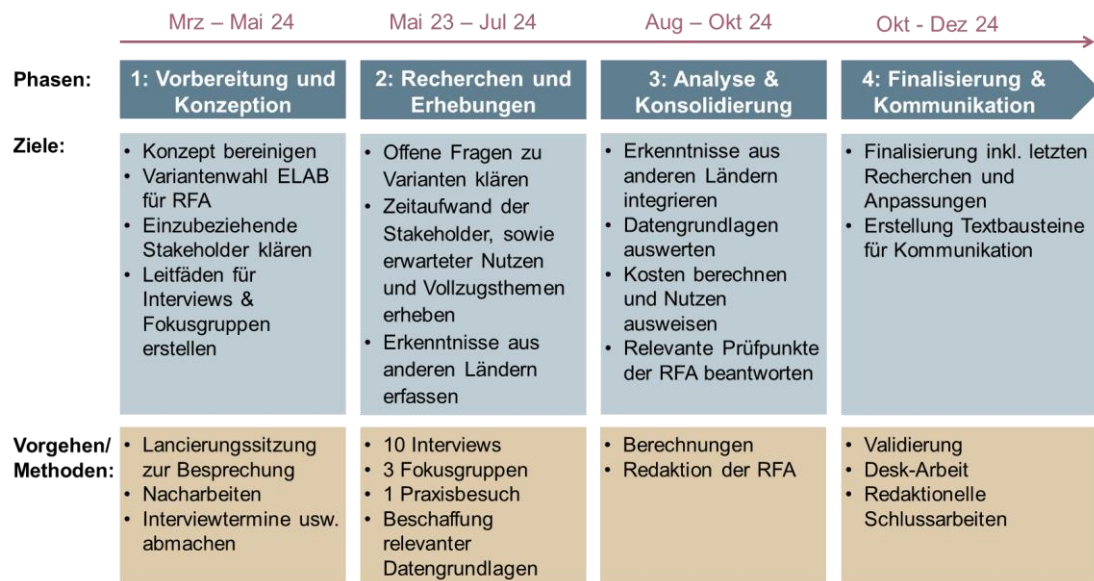 Mrz – Mai 24
Mai 23 – Jul 24
Aug – Okt 24
Okt - Dez 24
Phasen:
1: Vorbereitung und
Konzeption
2: Recherchen und
Erhebungen
3: Analyse &
Konsolidierung
4: Finalisierung &
Kommunikation
Ziele:
• Konzept bereinigen
• Variantenwahl ELAB
für RFA
• Einzubeziehende
Stakeholder klären
• Leitfäden für
Interviews &
Fokusgruppen
erstellen
• Offene Fragen zu
Varianten klären
• Zeitaufwand der
Stakeholder, sowie
erwarteter Nutzen
und Vollzugsthemen
erheben
• Erkenntnisse aus
anderen Ländern
erfassen
• Erkenntnisse aus
anderen Ländern
integrieren
• Datengrundlagen
auswerten
• Kosten berechnen
und Nutzen
ausweisen
• Relevante Prüfpunkte
der RFA beantworten
• Finalisierung inkl. letzten
Recherchen und
Anpassungen
• Erstellung Textbausteine
für Kommunikation
Vorgehen/
Methoden:
• Lancierungssitzung
zur Besprechung
• Nacharbeiten
• Interviewtermine usw.
abmachen
• 10 Interviews
• 3 Fokusgruppen
• 1 Praxisbesuch
• Beschaffung
relevanter
Datengrundlagen
• Berechnungen
• Redaktion der RFA
• Validierung
• Desk-Arbeit
• Redaktionelle
Schlussarbeiten